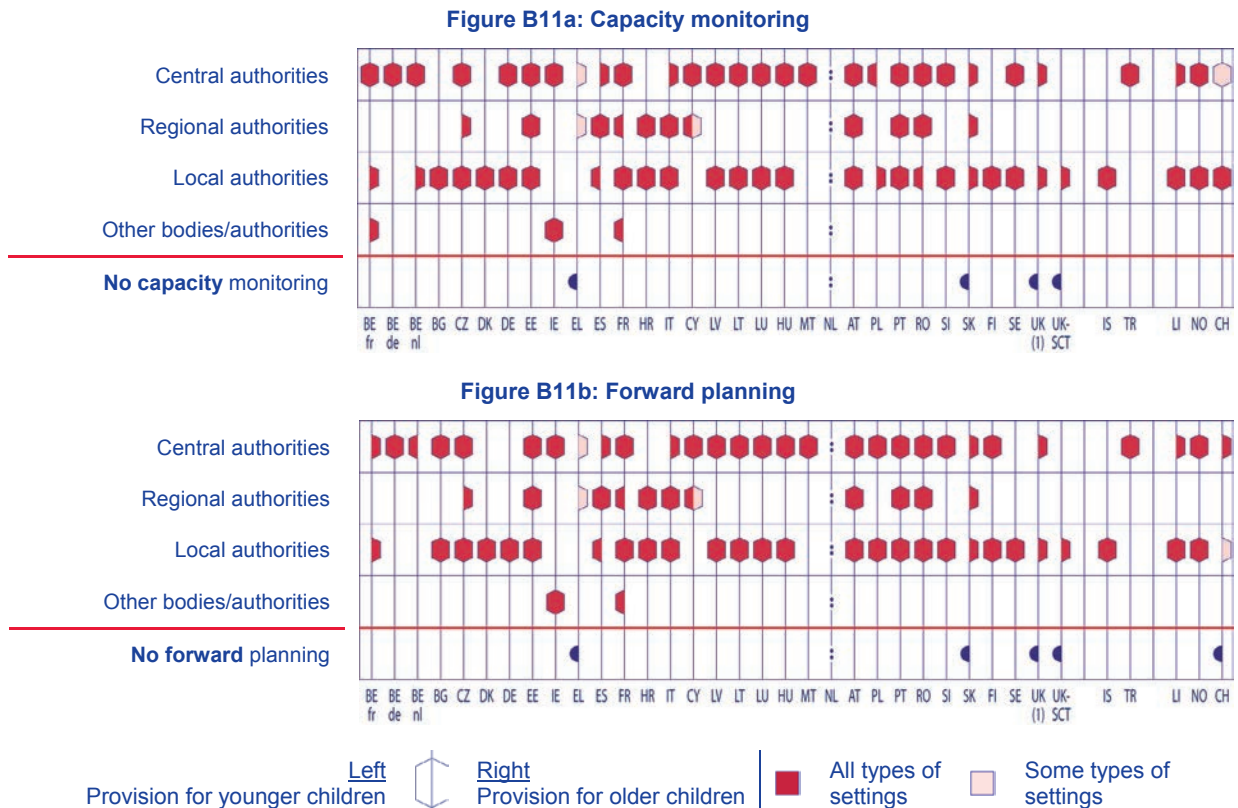 Figure B11a: Capacity monitoring
Central authorities
Regional authorities
Local authorities
Other bodies/authorities
No capacity monitoring
BE fr BE de BE nl BG CZ DK DE EE IE EL ES FR HR IT CY LV LT LU HU MT NL AT PL PT RO SI SK FI SE UK (1) UK-SCT IS TR LI NO CH
Figure B11b: Forward planning
Central authorities
Regional authorities
Local authorities
Other bodies/authorities
No forward planning
BE fr BE de BE nl BG CZ DK DE EE IE EL ES FR HR IT CY LV LT LU HU MT NL AT PL PT RO SI SK FI SE UK (1) UK-SCT IS TR LI NO CH
Left
Provision for younger children
Right
Provision for older children
All types of
settings
Some types of
settings